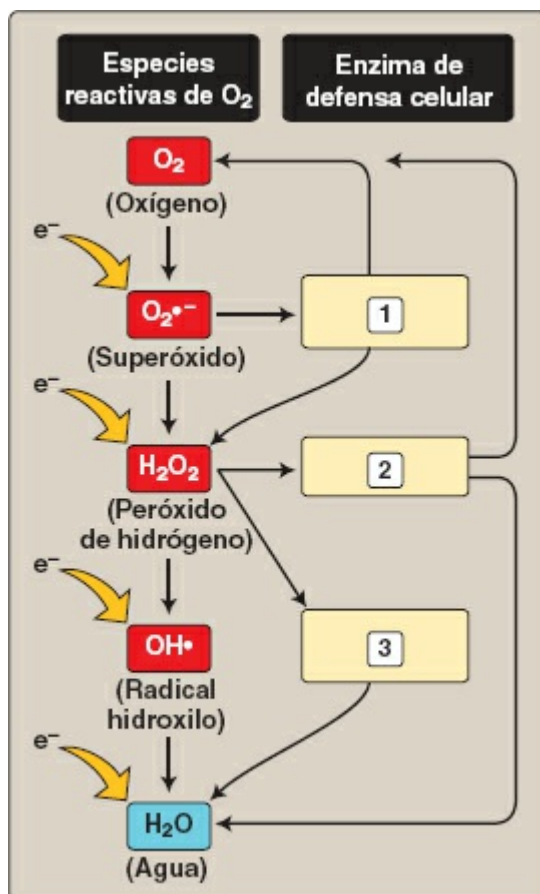 Especies
reactivas de O₂
Enzima de
defensa celular
O₂
(Oxígeno)
e⁻
O₂•⁻
1
(Superóxido)
e⁻
H₂O₂
2
(Peróxido
de hidrógeno)
e⁻
OH•
3
(Radical
hidroxilo)
e⁻
H₂O
(Agua)